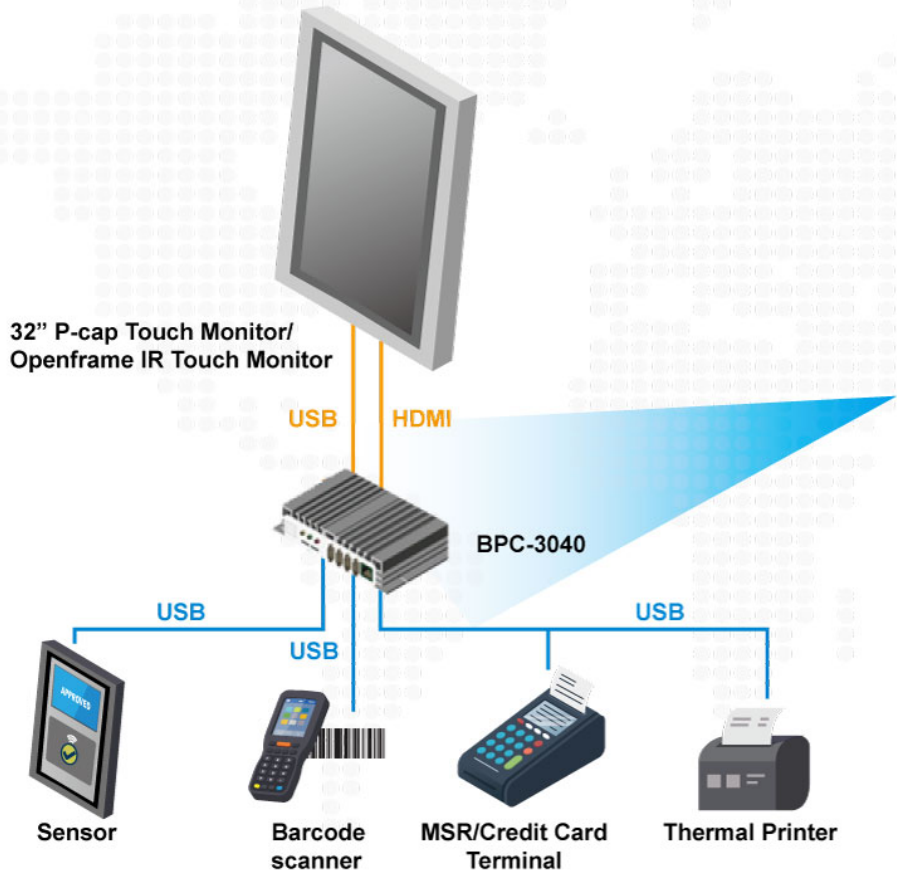 32” P-cap Touch Monitor/
Openframe IR Touch Monitor
USB
HDMI
BPC-3040
USB
USB
USB
APPROVED
Sensor
Barcode
scanner
MSR/Credit Card
Terminal
Thermal Printer